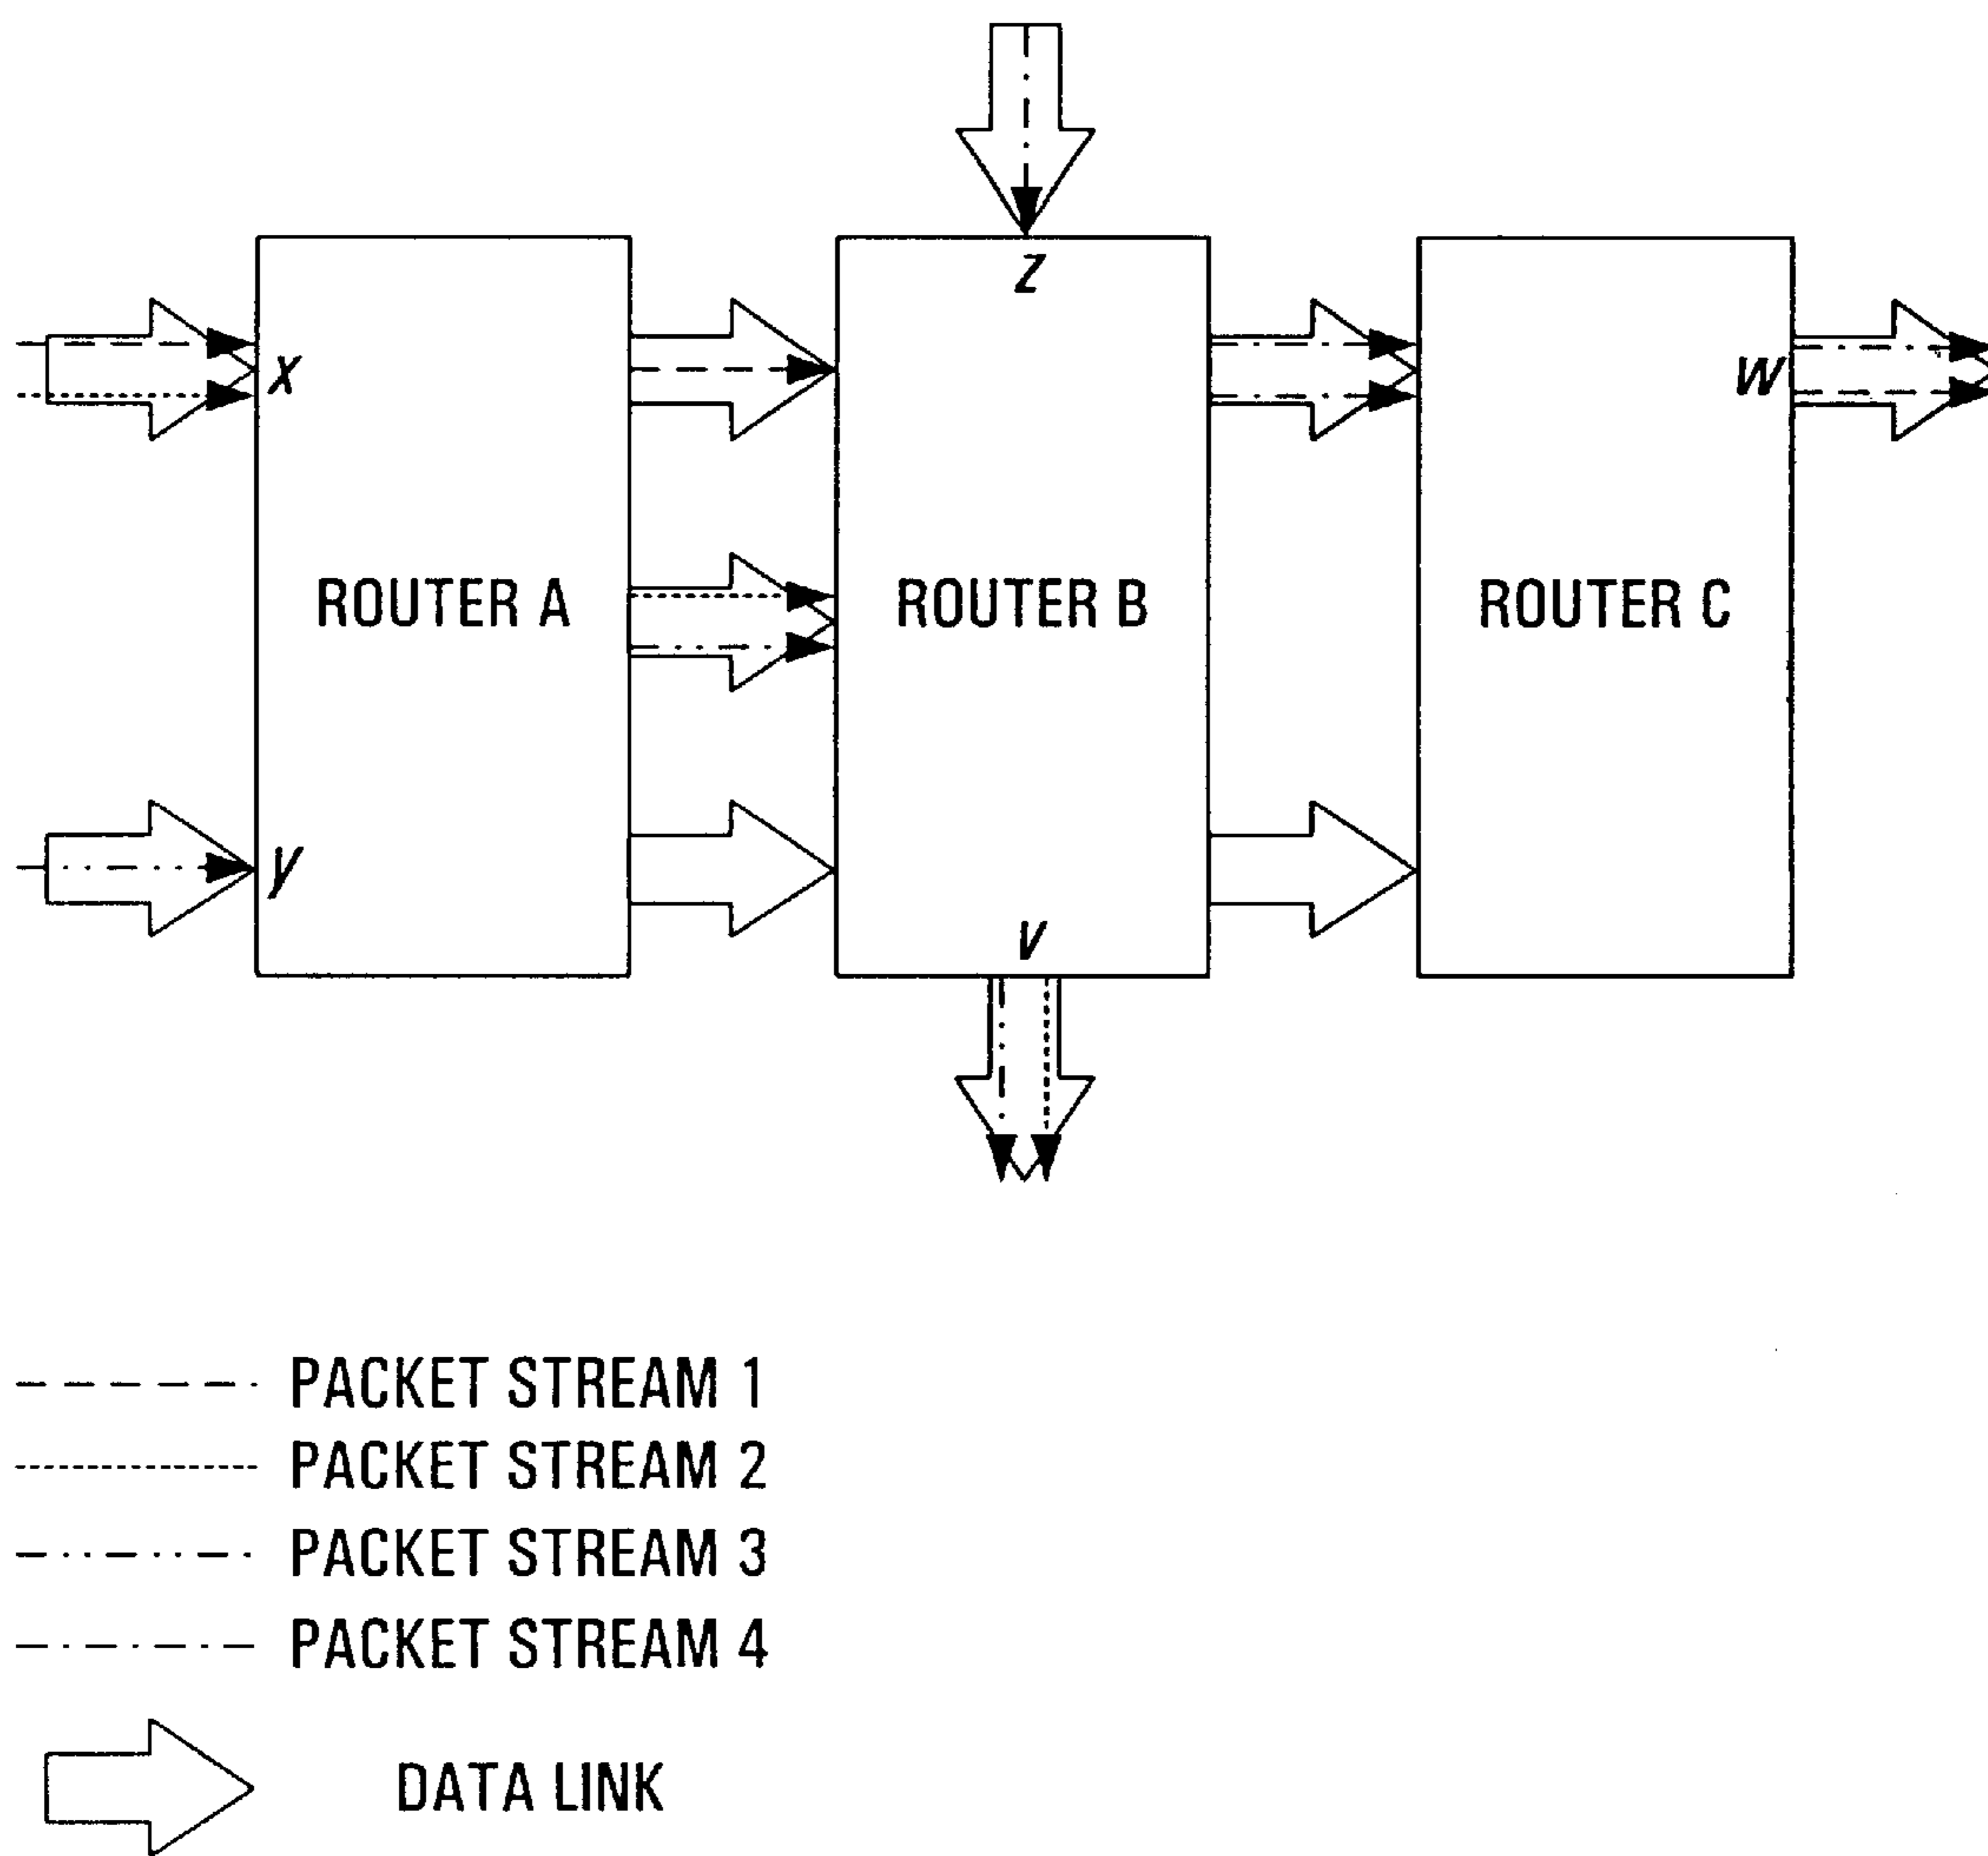 Z
X
W
ROUTER A
ROUTER B
ROUTER C
y
V
PACKET STREAM 1
PACKET STREAM 2
PACKET STREAM 3
PACKET STREAM 4
DATA LINK